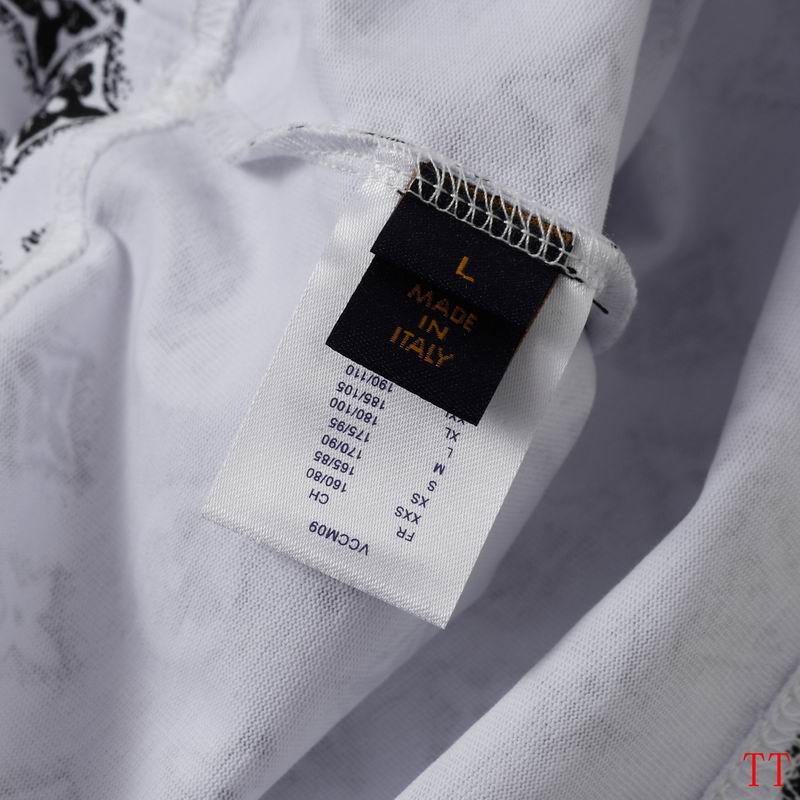 L
MADE
IN
ITALY
VCCM09
FR CH
XXS 160/80
XS 165/85
S 170/90
M 175/95
L 180/100
XL 185/105
XXL 190/110
TT